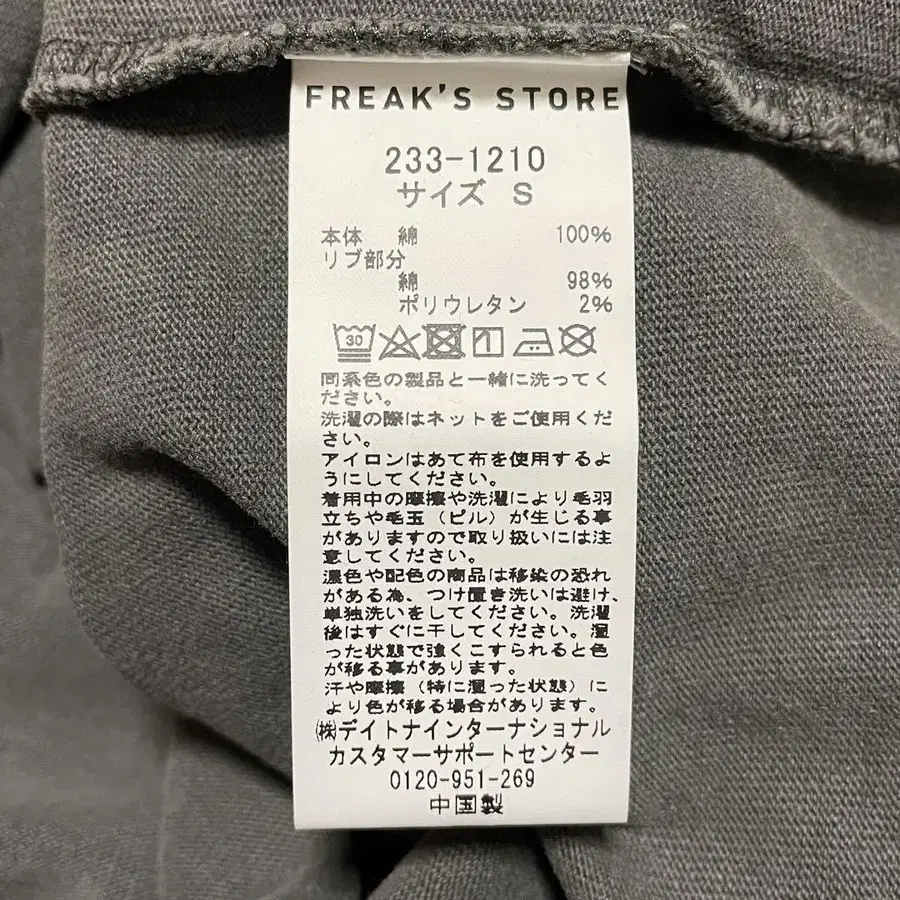 FREAK'S STORE
233-1210
サイズ S
本体 綿 100%
リブ部分
綿 98%
ポリウレタン 2%
30
同系色の製品と一緒に洗ってく
ださい。
洗濯の際はネットをご使用くだ
さい。
アイロンはあて布を使用するよ
うにしてください。
着用中の摩擦や洗濯により毛羽
立ちや毛玉（ピル）が生じる事
がありますので取り扱いには注
意してください。
濃色や配色の商品は移染の恐れ
がある為、つけ置き洗いは避け、
単独洗いをしてください。洗濯
後はすぐに干してください。湿
った状態で強くこすられると色
が移る事があります。
汗や摩擦（特に湿った状態）に
より色が移る場合があります。
㈱デイトナインターナショナル
カスタマーサポートセンター
0120-951-269
中国製